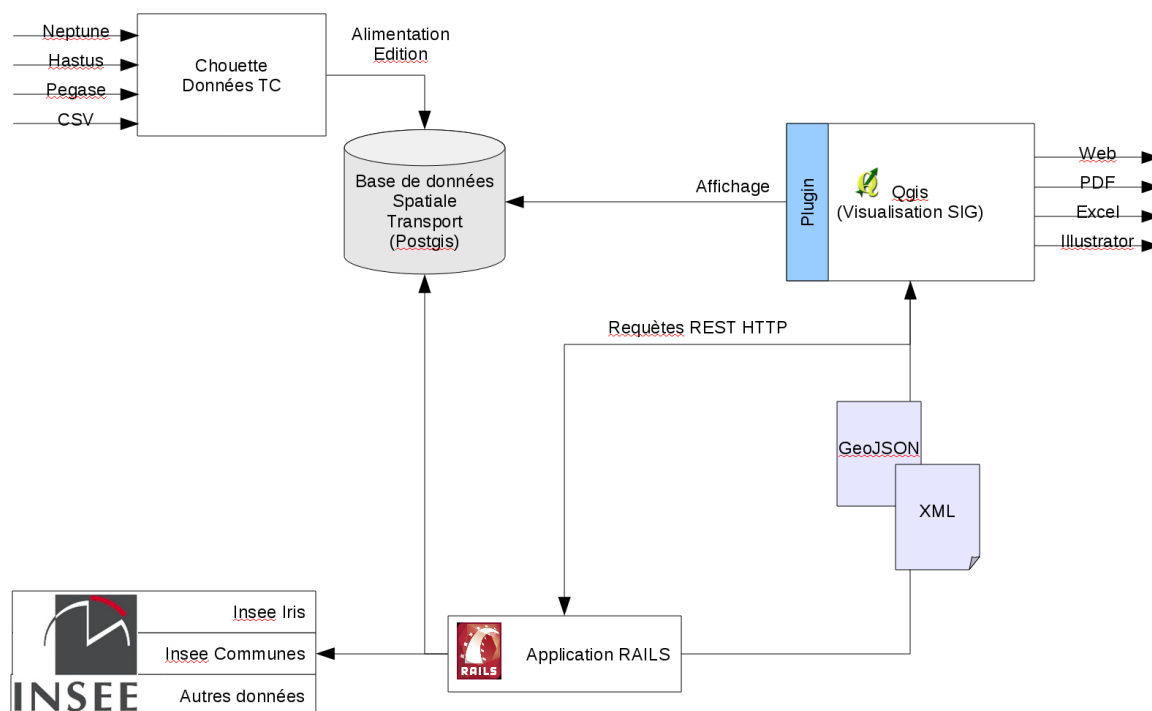 Neptune
Hastus
Pegase
CSV
Chouette
Données TC
Alimentation
Edition
Base de données
Spatiale
Transport
(Postgis)
Affichage
Plugin
Qgis
(Visualisation SIG)
Web
PDF
Excel
Illustrator
Requètes REST HTTP
GeoJSON
XML
INSEE
Insee Iris
Insee Communes
Autres données
RAILS
Application RAILS